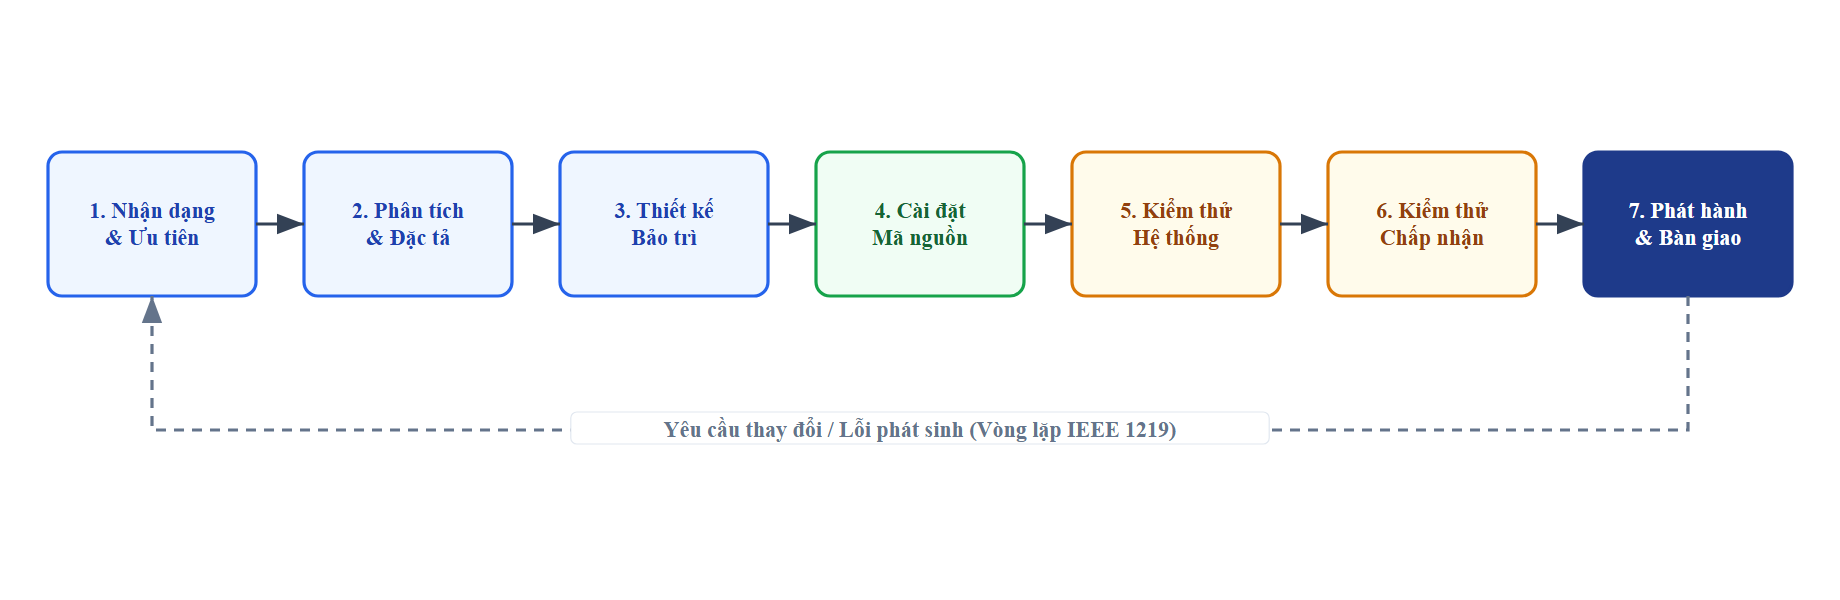 1. Nhận dạng
& Ưu tiên
2. Phân tích
& Đặc tả
3. Thiết kế
Bảo trì
4. Cài đặt
Mã nguồn
5. Kiểm thử
Hệ thống
6. Kiểm thử
Chấp nhận
7. Phát hành
& Bàn giao
Yêu cầu thay đổi / Lỗi phát sinh (Vòng lặp IEEE 1219)